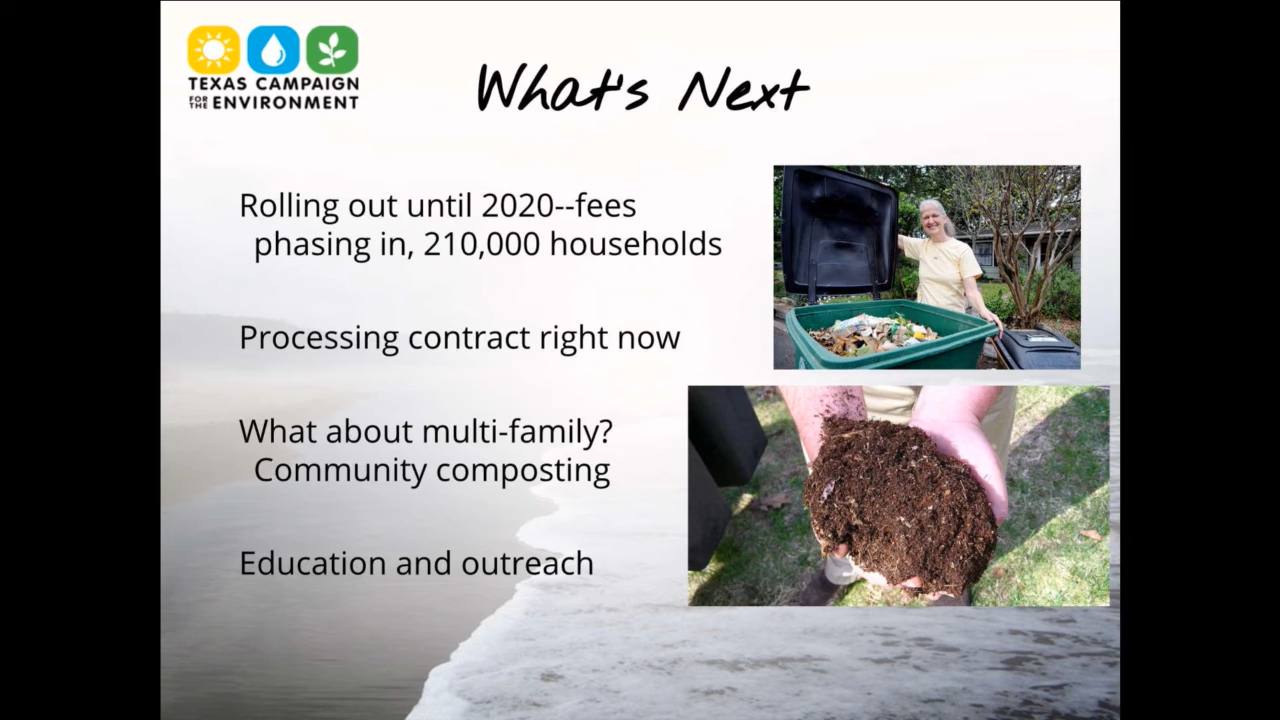 TEXAS CAMPAIGN
FOR THE ENVIRONMENT
What's Next
Rolling out until 2020--fees
phasing in, 210,000 households
Processing contract right now
What about multi-family?
Community composting
Education and outreach